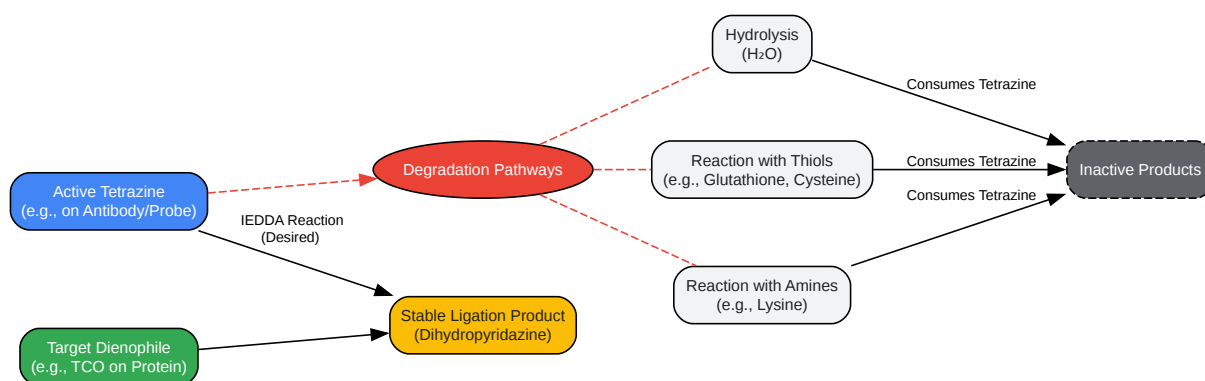 Hydrolysis
(H₂O)
Consumes Tetrazine
Degradation Pathways
Reaction with Thiols
(e.g., Glutathione, Cysteine)
Consumes Tetrazine
Inactive Products
Active Tetrazine
(e.g., on Antibody/Probe)
Consumes Tetrazine
IEDDA Reaction
(Desired)
Reaction with Amines
(e.g., Lysine)
Stable Ligation Product
(Dihydropyridazine)
Target Dienophile
(e.g., TCO on Protein)